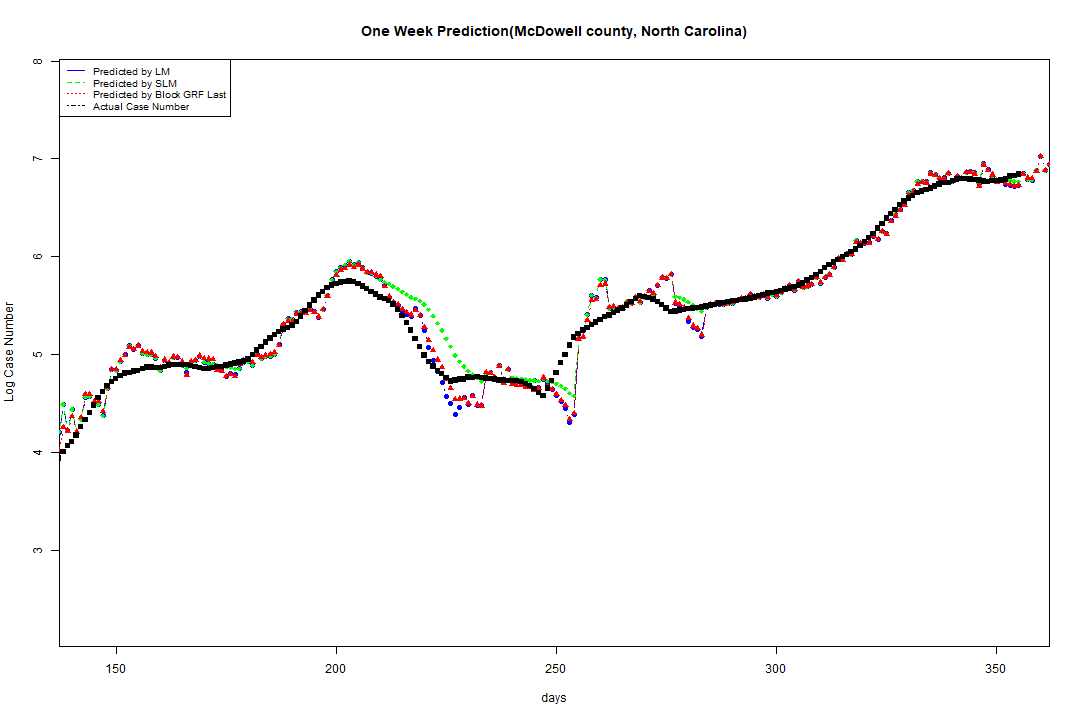 One Week Prediction(McDowell county, North Carolina)
Predicted by LM
Predicted by SLM
Predicted by Block GRF Last
Actual Case Number
8
7
6
5
4
3
Log Case Number
150 200 250 300 350
days